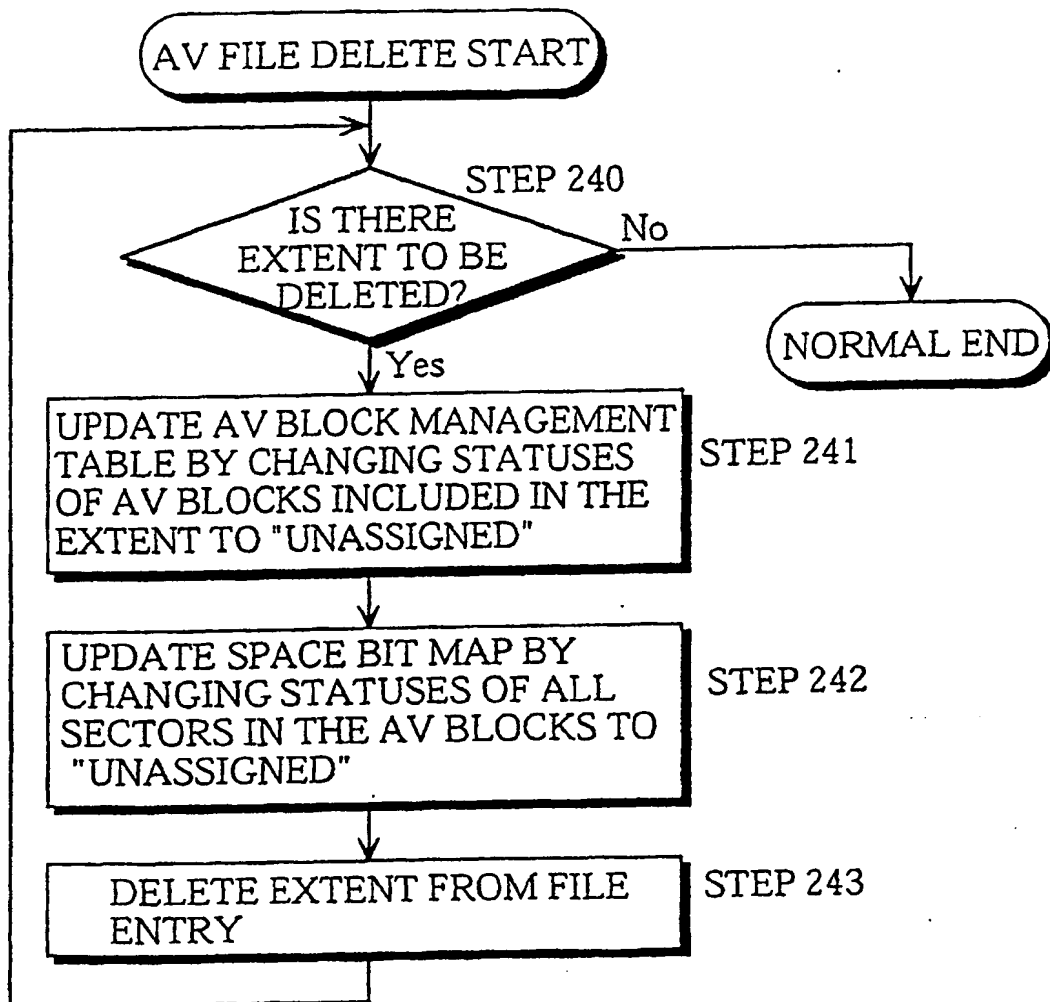 AV FILE DELETE START
STEP 240
IS THERE
EXTENT TO BE
DELETED?
No
NORMAL END
Yes
UPDATE AV BLOCK MANAGEMENT
TABLE BY CHANGING STATUSES
OF AV BLOCKS INCLUDED IN THE
EXTENT TO "UNASSIGNED"
STEP 241
UPDATE SPACE BIT MAP BY
CHANGING STATUSES OF ALL
SECTORS IN THE AV BLOCKS TO
"UNASSIGNED"
STEP 242
DELETE EXTENT FROM FILE
ENTRY
STEP 243